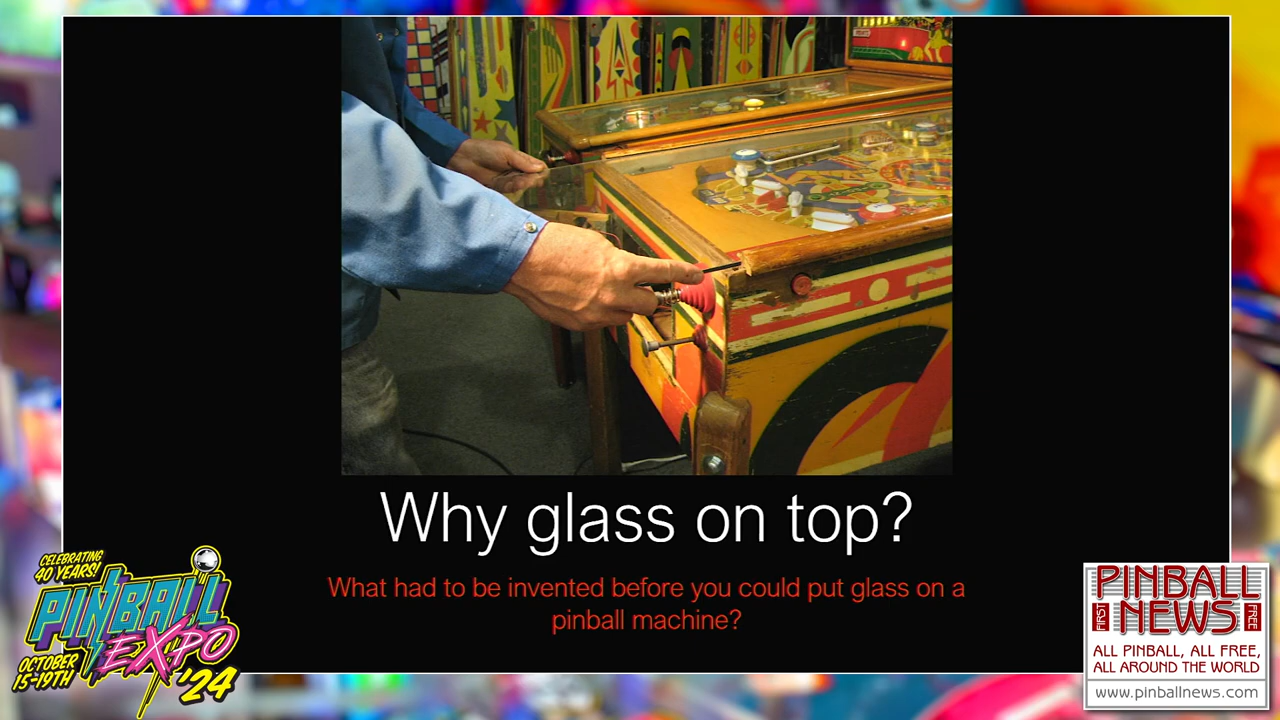 Why glass on top?
What had to be invented before you could put glass on a
pinball machine?
CELEBRATING
40 YEARS!
PINBALL
EXPO
OCTOBER
15-19TH
'24
PINBALL
FIRST NEWS FREE
ALL PINBALL, ALL FREE,
ALL AROUND THE WORLD
www.pinballnews.com